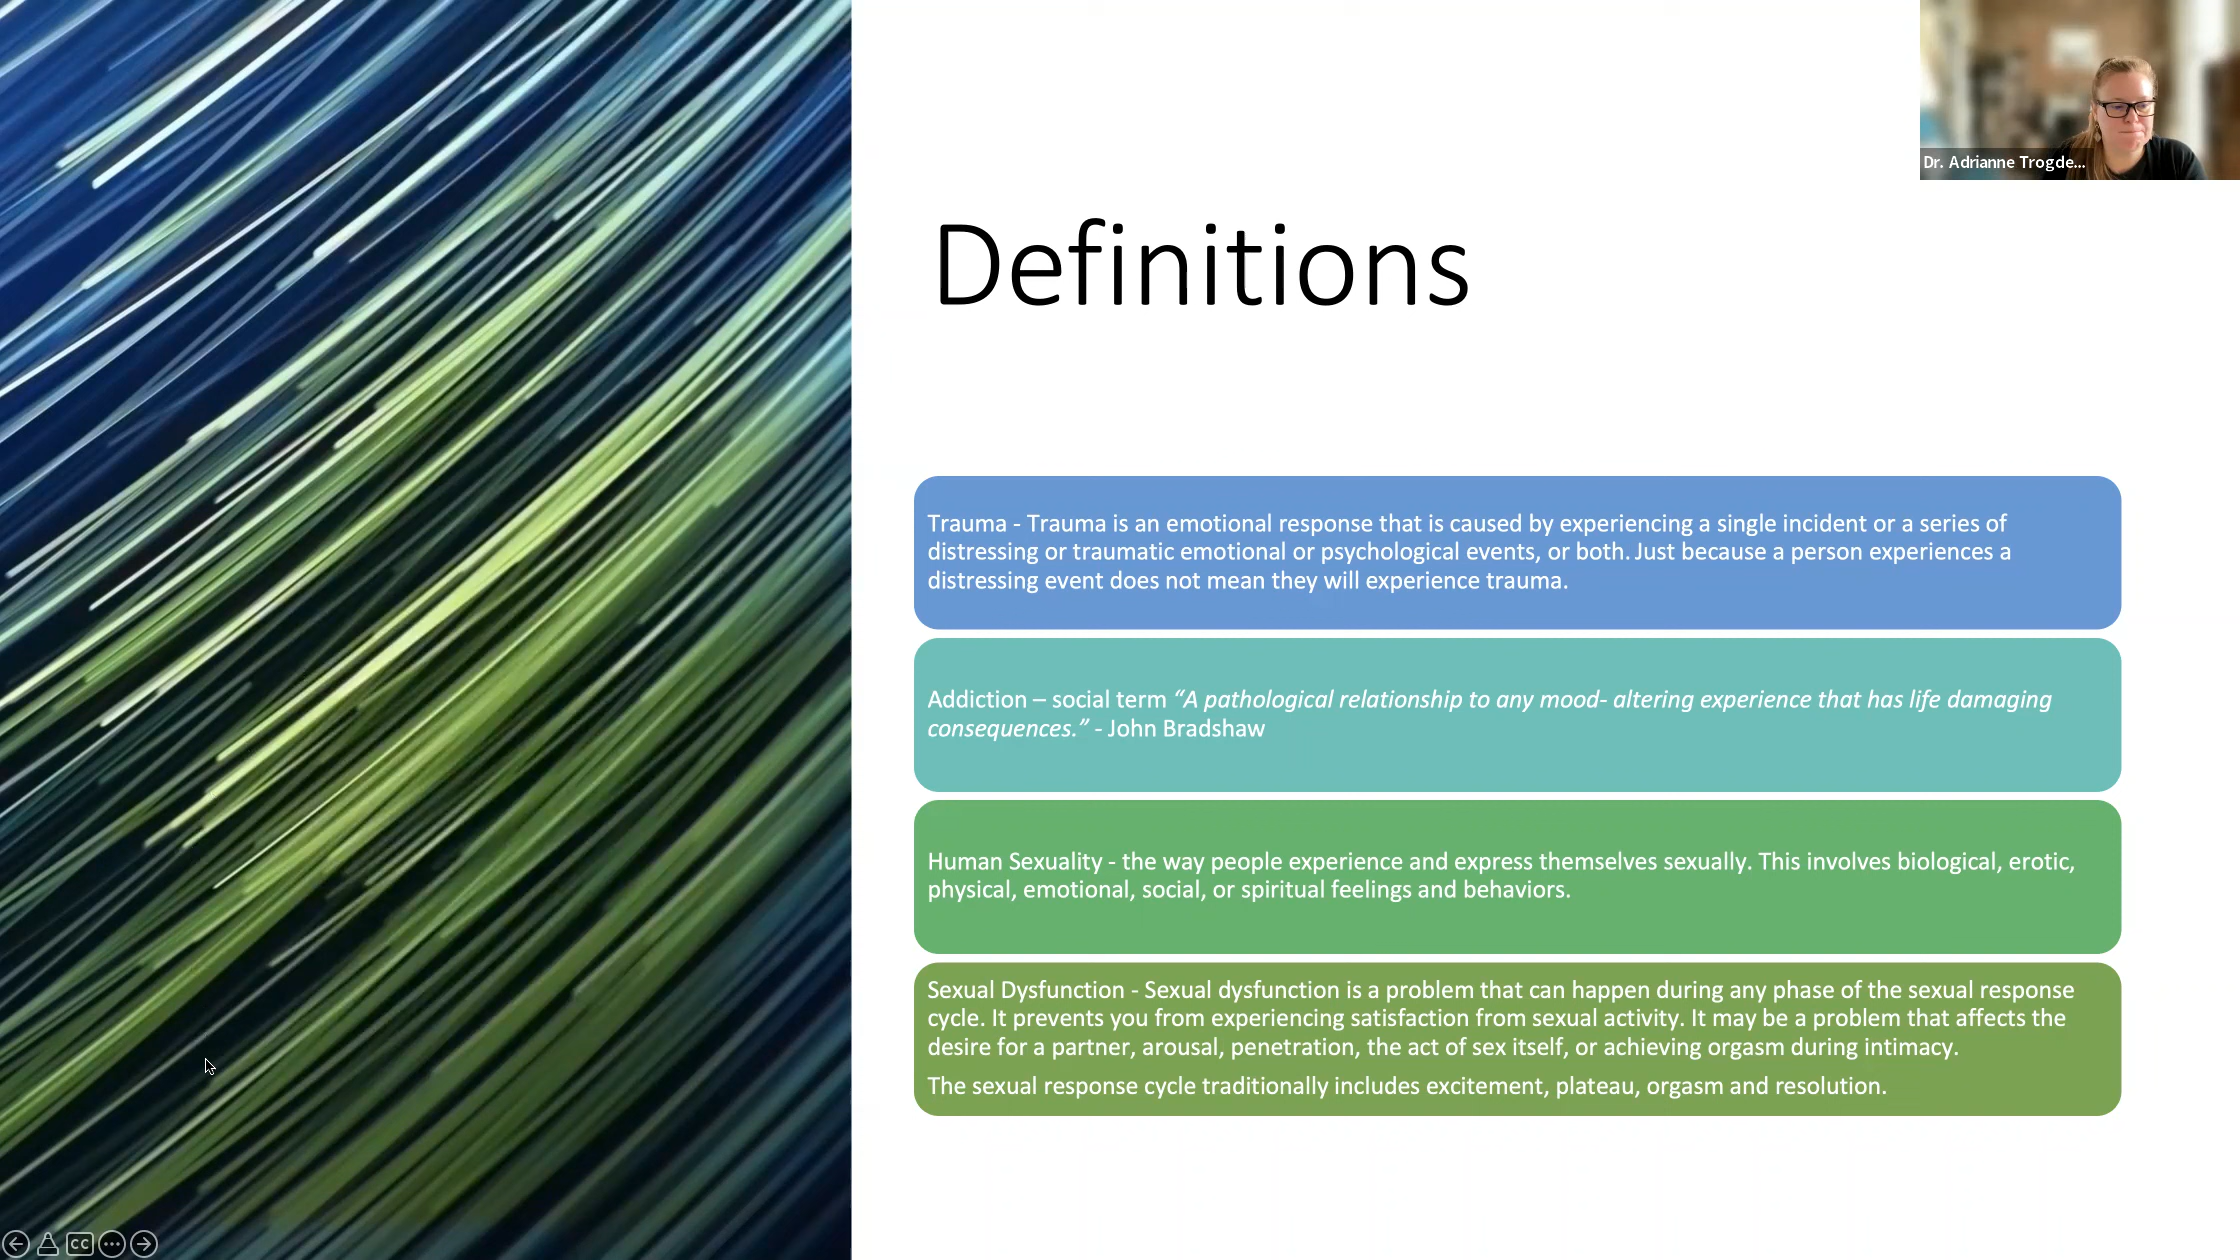 Dr. Adrianne Trogde...
Definitions
Trauma - Trauma is an emotional response that is caused by experiencing a single incident or a series of
distressing or traumatic emotional or psychological events, or both. Just because a person experiences a
distressing event does not mean they will experience trauma.
Addiction – social term “A pathological relationship to any mood- altering experience that has life damaging
consequences.” - John Bradshaw
Human Sexuality - the way people experience and express themselves sexually. This involves biological, erotic,
physical, emotional, social, or spiritual feelings and behaviors.
Sexual Dysfunction - Sexual dysfunction is a problem that can happen during any phase of the sexual response
cycle. It prevents you from experiencing satisfaction from sexual activity. It may be a problem that affects the
desire for a partner, arousal, penetration, the act of sex itself, or achieving orgasm during intimacy.
The sexual response cycle traditionally includes excitement, plateau, orgasm and resolution.
CC